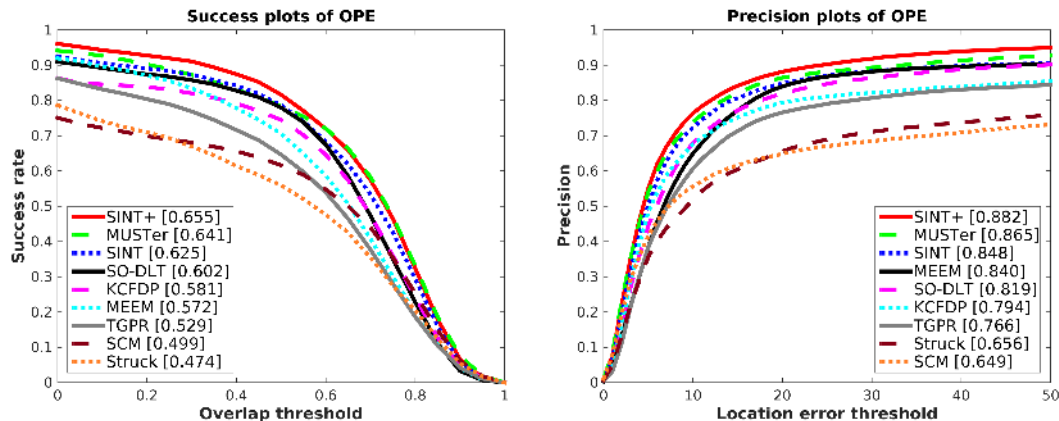 Success plots of OPE
1
0.9
0.8
0.7
0.6
0.5
0.4
0.3
0.2
0.1
0
Success rate
SINT+ [0.655]
MUSTer [0.641]
SINT [0.625]
SO-DLT [0.602]
KCFDP [0.581]
MEEM [0.572]
TGPR [0.529]
SCM [0.499]
Struck [0.474]
0 0.2 0.4 0.6 0.8 1
Overlap threshold
Precision plots of OPE
1
0.9
0.8
0.7
0.6
0.5
0.4
0.3
0.2
0.1
0
Precision
SINT+ [0.882]
MUSTer [0.865]
SINT [0.848]
MEEM [0.840]
SO-DLT [0.819]
KCFDP [0.794]
TGPR [0.766]
Struck [0.656]
SCM [0.649]
0 10 20 30 40 50
Location error threshold